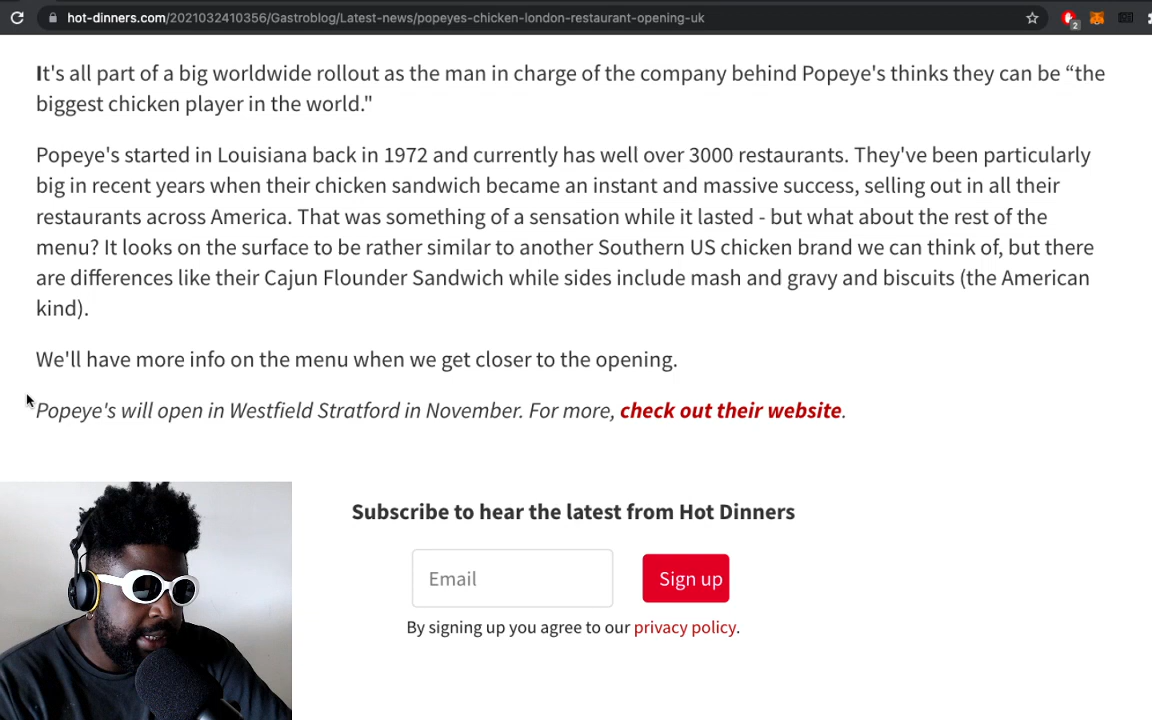 hot-dinners.com/2021032410356/Gastroblog/Latest-news/popeyes-chicken-london-restaurant-opening-uk
2
It's all part of a big worldwide rollout as the man in charge of the company behind Popeye's thinks they can be “the
biggest chicken player in the world."
Popeye's started in Louisiana back in 1972 and currently has well over 3000 restaurants. They've been particularly
big in recent years when their chicken sandwich became an instant and massive success, selling out in all their
restaurants across America. That was something of a sensation while it lasted - but what about the rest of the
menu? It looks on the surface to be rather similar to another Southern US chicken brand we can think of, but there
are differences like their Cajun Flounder Sandwich while sides include mash and gravy and biscuits (the American
kind).
We'll have more info on the menu when we get closer to the opening.
Popeye's will open in Westfield Stratford in November. For more, check out their website.
Subscribe to hear the latest from Hot Dinners
Email
Sign up
By signing up you agree to our privacy policy.